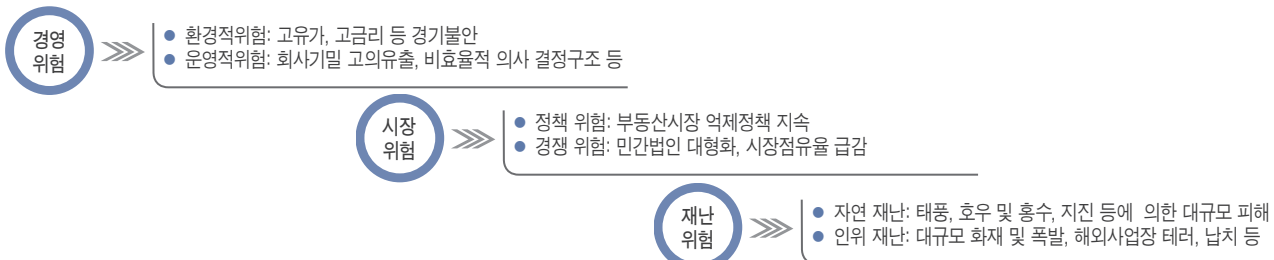 경영
위험
● 환경적위험: 고유가, 고금리 등 경기불안
● 운영적위험: 회사기밀 고의유출, 비효율적 의사 결정구조 등
시장
위험
● 정책 위험: 부동산시장 억제정책 지속
● 경쟁 위험: 민간법인 대형화, 시장점유율 급감
재난
위험
● 자연 재난: 태풍, 호우 및 홍수, 지진 등에 의한 대규모 피해
● 인위 재난: 대규모 화재 및 폭발, 해외사업장 테러, 납치 등